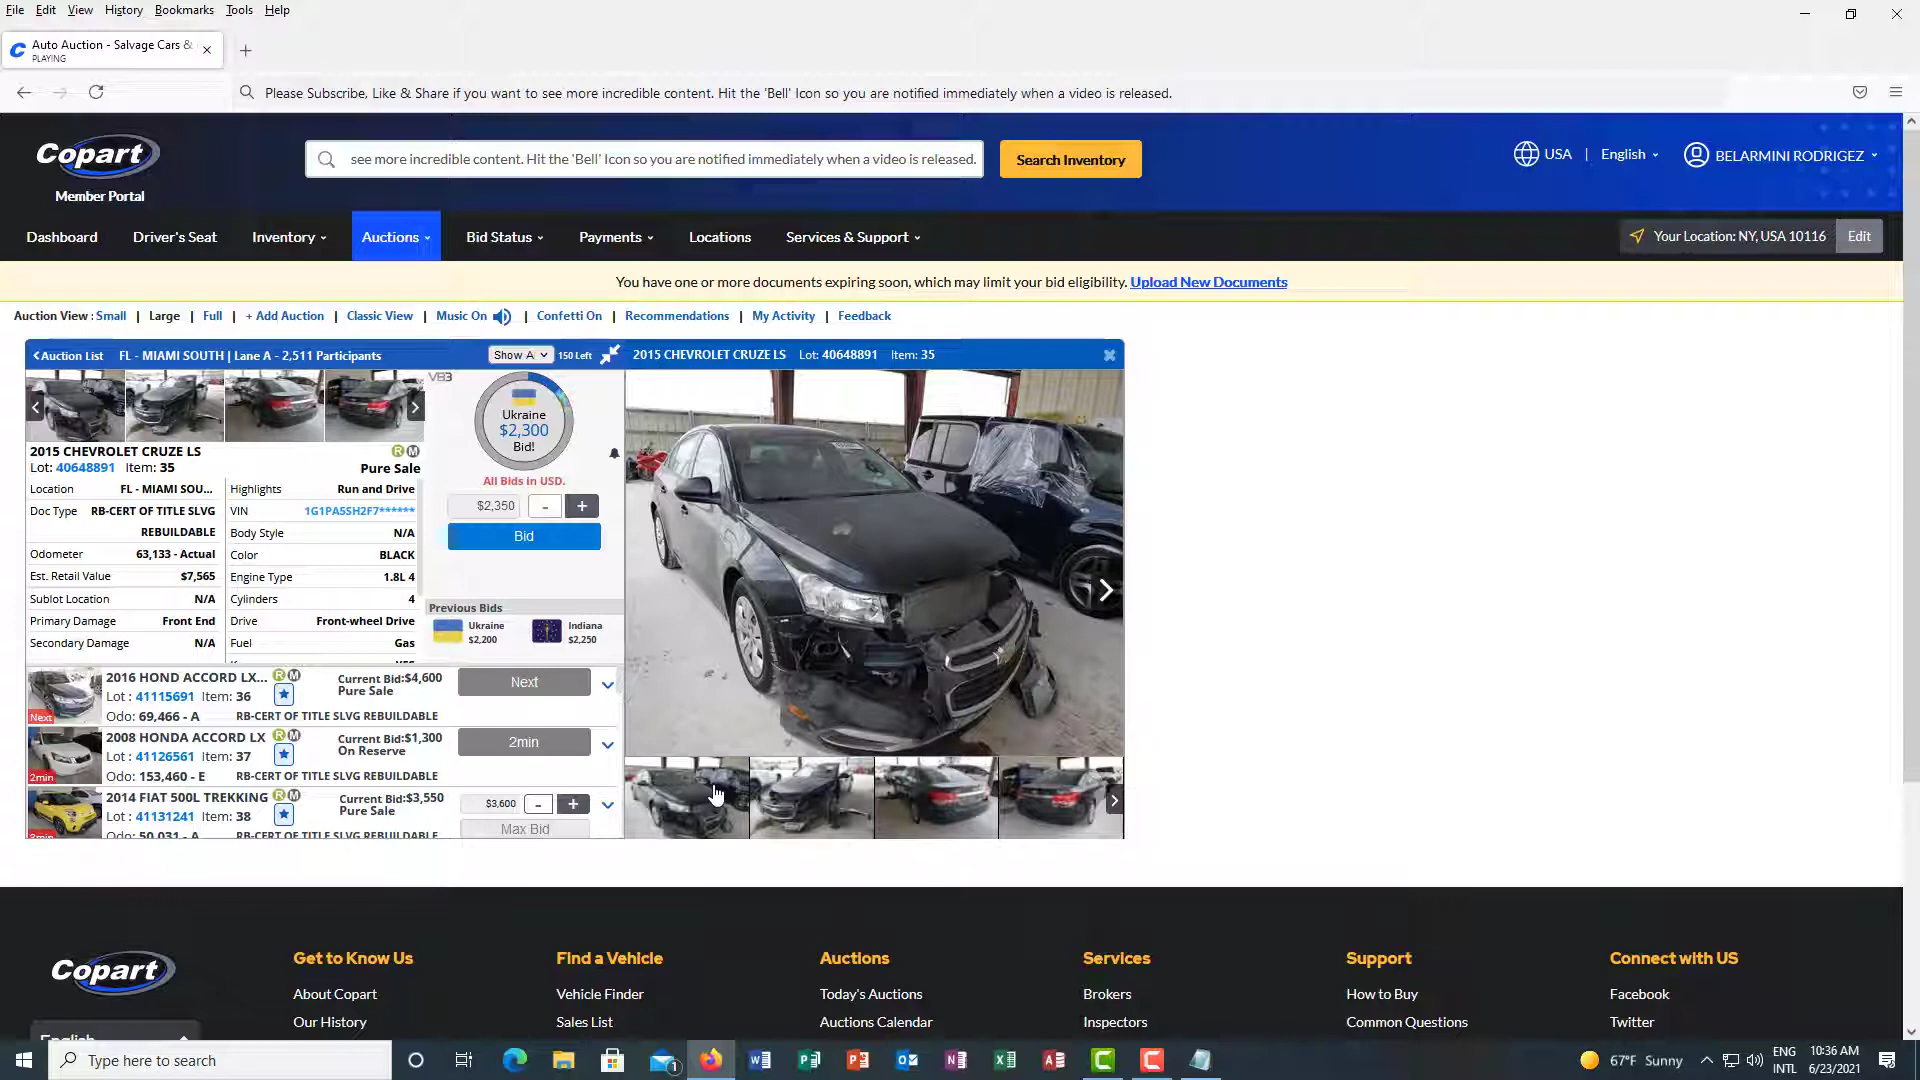 File Edit View History Bookmarks Tools Help
Auto Auction - Salvage Cars &
PLAYING
Please Subscribe, Like & Share if you want to see more incredible content. Hit the 'Bell' Icon so you are notified immediately when a video is released.
Copart
Member Portal
see more incredible content. Hit the 'Bell' Icon so you are notified immediately when a video is released.
Search Inventory
USA | English
BELARMINI RODRIGEZ
Dashboard Driver's Seat Inventory Auctions Bid Status Payments Locations Services & Support
Your Location: NY, USA 10116 Edit
You have one or more documents expiring soon, which may limit your bid eligibility. Upload New Documents
Auction View : Small | Large | Full | + Add Auction | Classic View | Music On | Confetti On | Recommendations | My Activity | Feedback
Auction List FL - MIAMI SOUTH | Lane A - 2,511 Participants
Show A 150 Left
2015 CHEVROLET CRUZE LS Lot: 40648891 Item: 35
VB3
Ukraine
$2,300
Bid!
All Bids in USD.
$2,350 - +
Bid
Previous Bids
Ukraine
$2,200
Indiana
$2,250
2015 CHEVROLET CRUZE LS R M
Lot: 40648891 Item: 35 Pure Sale
Location FL - MIAMI SOU...
Doc Type RB-CERT OF TITLE SLVG
REBUILDABLE
Odometer 63,133 - Actual
Est. Retail Value $7,565
Sublot Location N/A
Primary Damage Front End
Secondary Damage N/A
Highlights Run and Drive
VIN 1G1PA5SH2F7******
Body Style N/A
Color BLACK
Engine Type 1.8L 4
Cylinders 4
Drive Front-wheel Drive
Fuel Gas
2016 HOND ACCORD LX... R M Current Bid:$4,600
Lot : 41115691 Item: 36 Pure Sale
Next
Next
Odo: 69,466 - A RB-CERT OF TITLE SLVG REBUILDABLE
2008 HONDA ACCORD LX R M Current Bid:$1,300
Lot : 41126561 Item: 37 On Reserve
2min
2min
Odo: 153,460 - E RB-CERT OF TITLE SLVG REBUILDABLE
2014 FIAT 500L TREKKING R M Current Bid:$3,550
Lot : 41131241 Item: 38 Pure Sale
$3,600 - +
Max Bid
Odo: 50,031 - A RB-CERT OF TITLE SLVG REBUILDABLE
Copart
English
Get to Know Us
About Copart
Our History
Find a Vehicle
Vehicle Finder
Sales List
Auctions
Today's Auctions
Auctions Calendar
Services
Brokers
Inspectors
Support
How to Buy
Common Questions
Connect with US
Facebook
Twitter
Type here to search
67°F Sunny
ENG
INTL
10:36 AM
6/23/2021